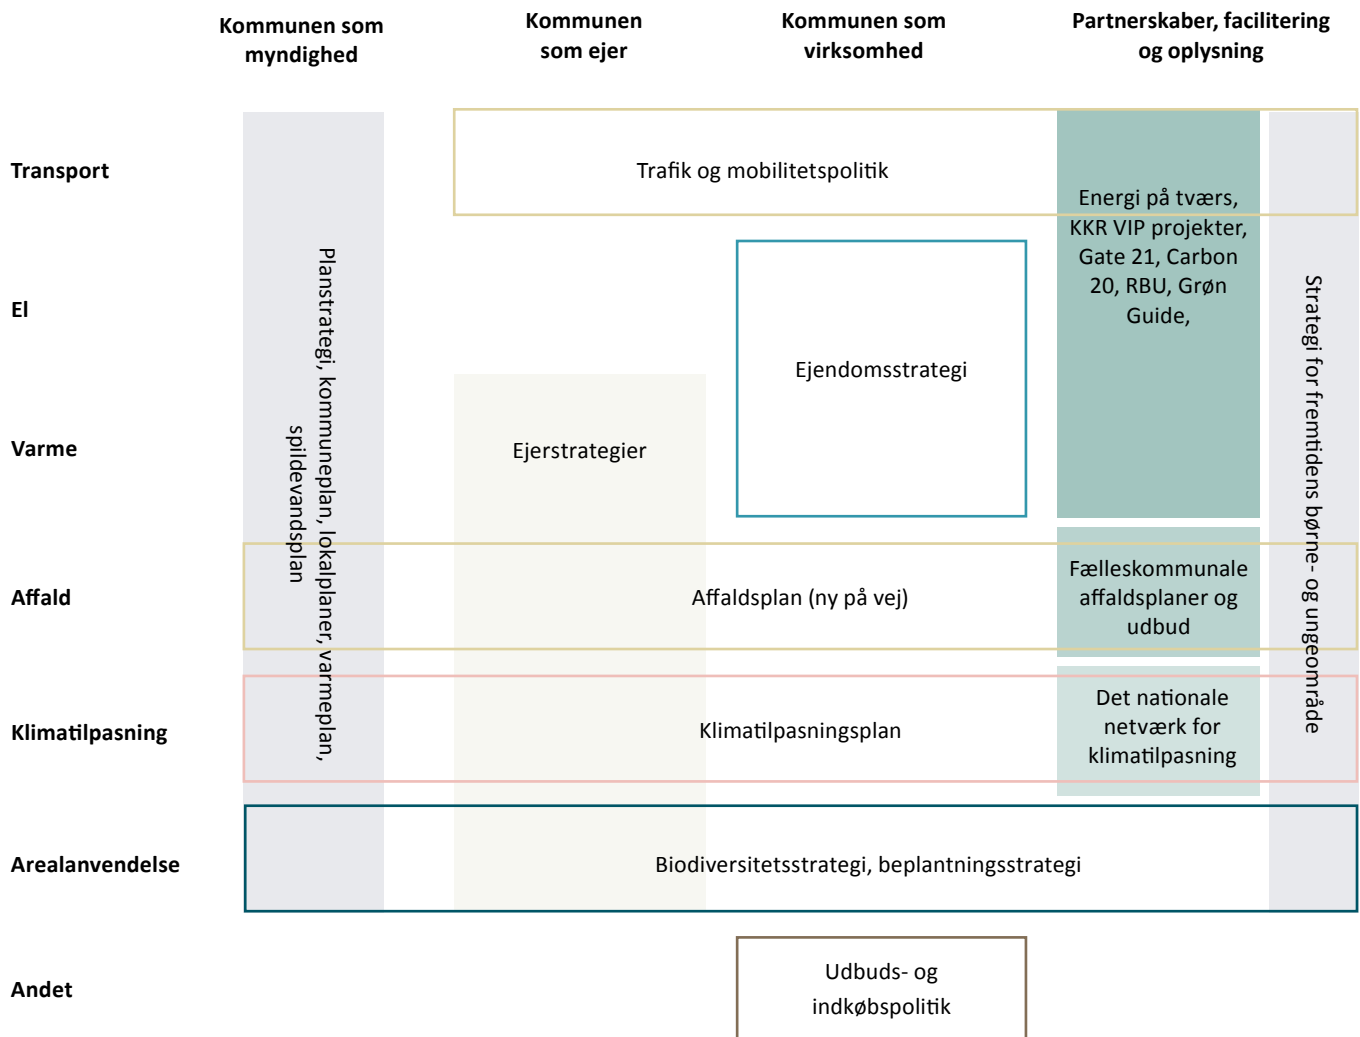 Kommunen som
myndighed
Kommunen
som ejer
Kommunen som
virksomhed
Partnerskaber, facilitering
og oplysning
Transport
Trafik og mobilitetspolitik
Energi på tværs,
KKR VIP projekter,
Gate 21, Carbon
20, RBU, Grøn
Guide,
Planstrategi, kommuneplan, lokalplaner, varmeplan,
spildevandsplan
Strategi for fremtidens børne- og ungeområde
El
Ejendomsstrategi
Varme
Ejerstrategier
Affald
Affaldsplan (ny på vej)
Fælleskommunale
affaldsplaner og
udbud
Klimatilpasning
Klimatilpasningsplan
Det nationale
netværk for
klimatilpasning
Arealanvendelse
Biodiversitetsstrategi, beplantningsstrategi
Andet
Udbuds- og
indkøbspolitik